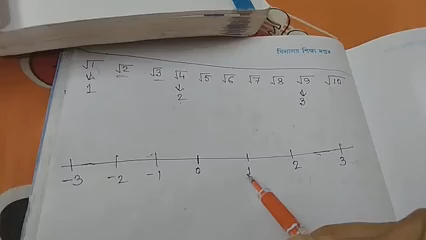 বিদ্যালয় শিক্ষা দপ্তর
√1 √2 √3 √4 √5 √6 √7 √8 √9 √10
1 2 3
-3 -2 -1 0 1 2 3